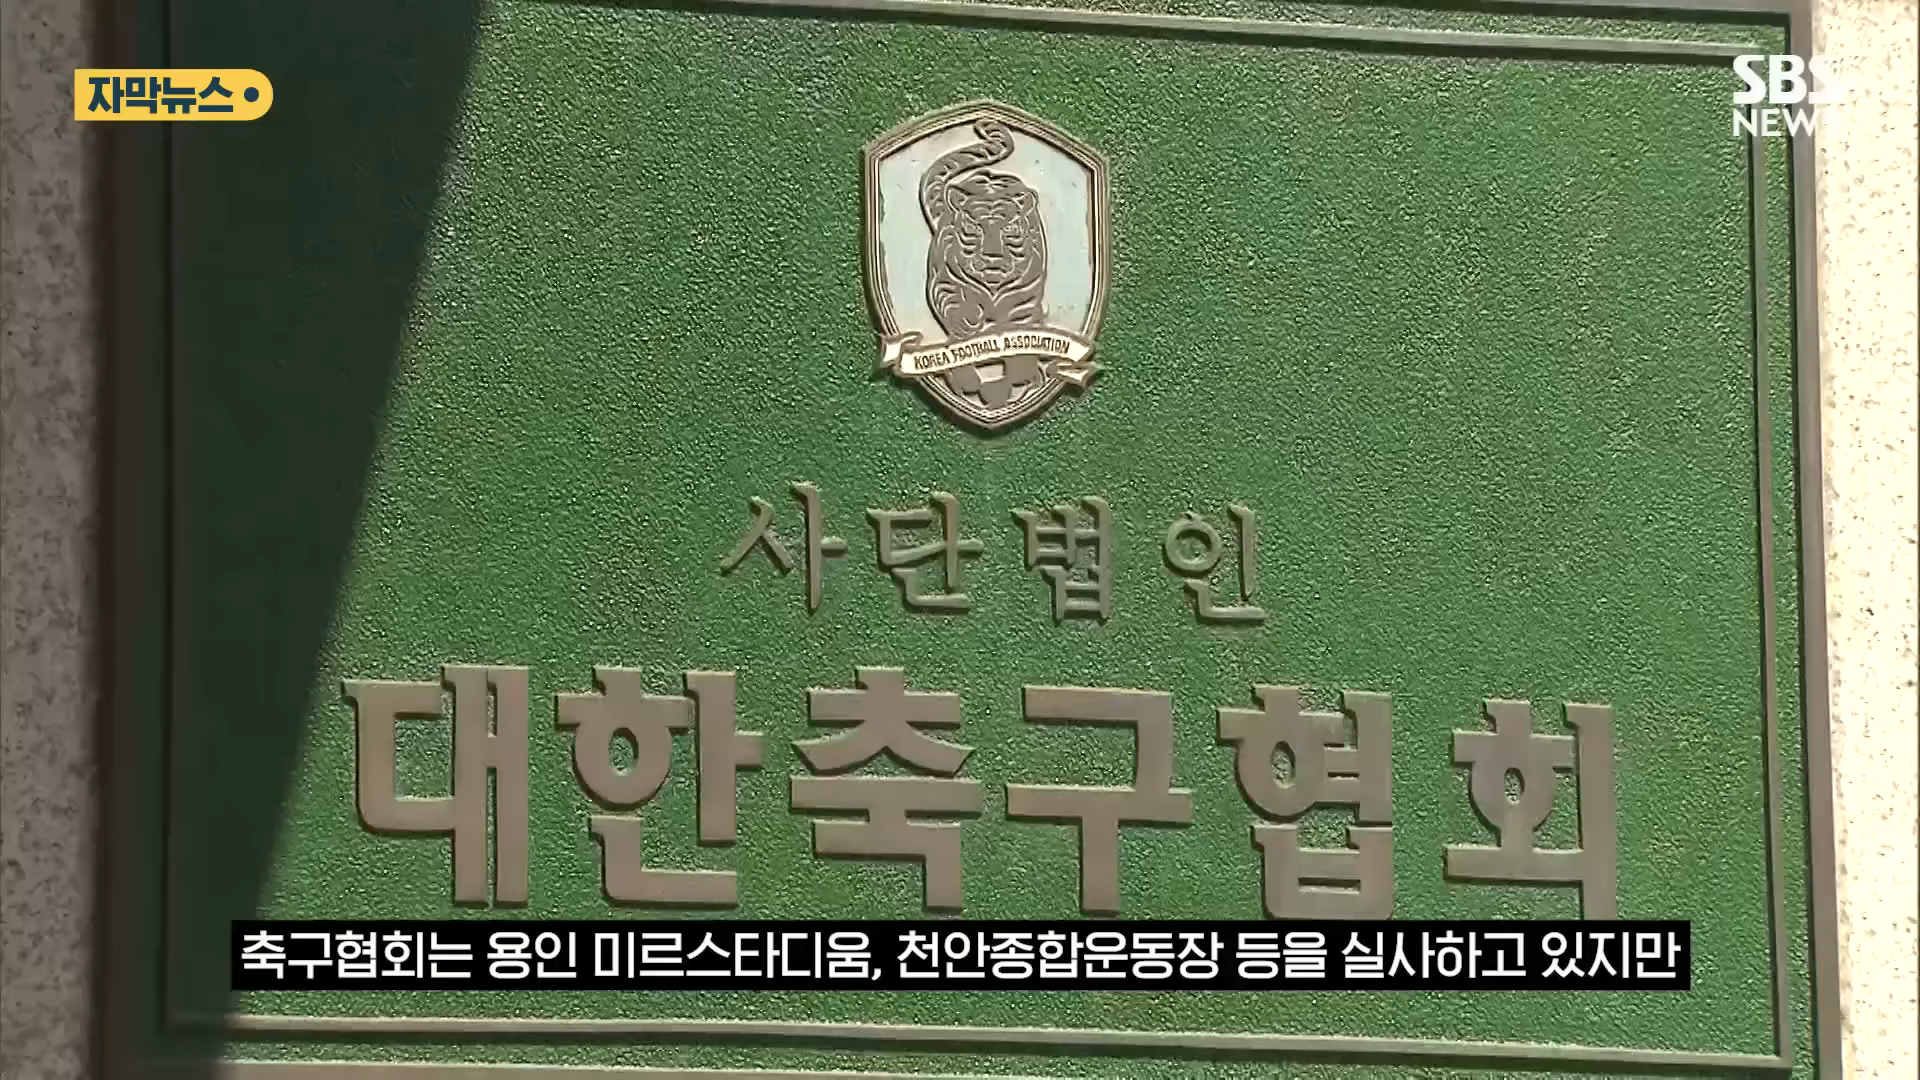 자막뉴스
SBS
NEWS
KOREA FOOTBALL ASSOCIATION
사단법인
대한축구협회
축구협회는 용인 미르스타디움, 천안종합운동장 등을 실사하고 있지만